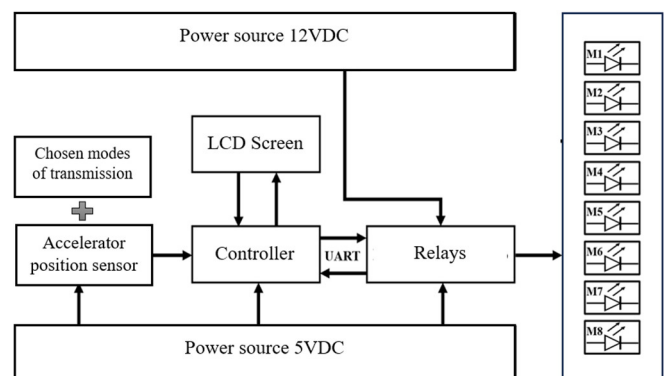 Power source 12VDC
LCD Screen
Chosen modes
of transmission
Accelerator
position sensor
Controller
UART
Relays
Power source 5VDC
M1
M2
M3
M4
M5
M6
M7
M8